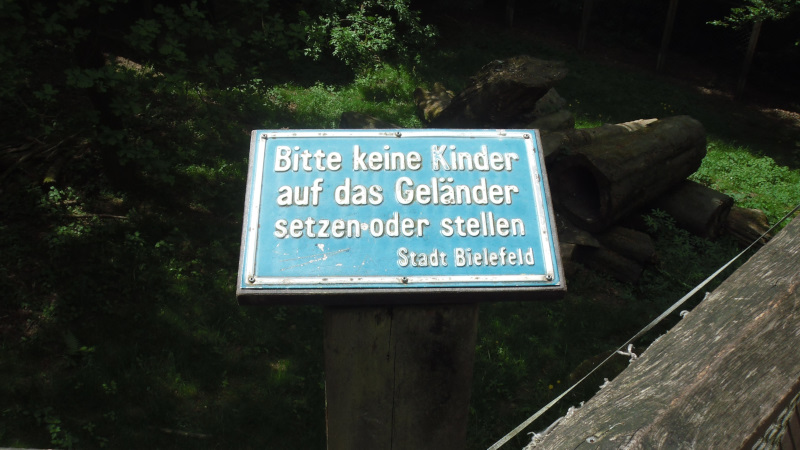 Bitte keine Kinder
auf das Geländer
setzen oder stellen
Stadt Bielefeld